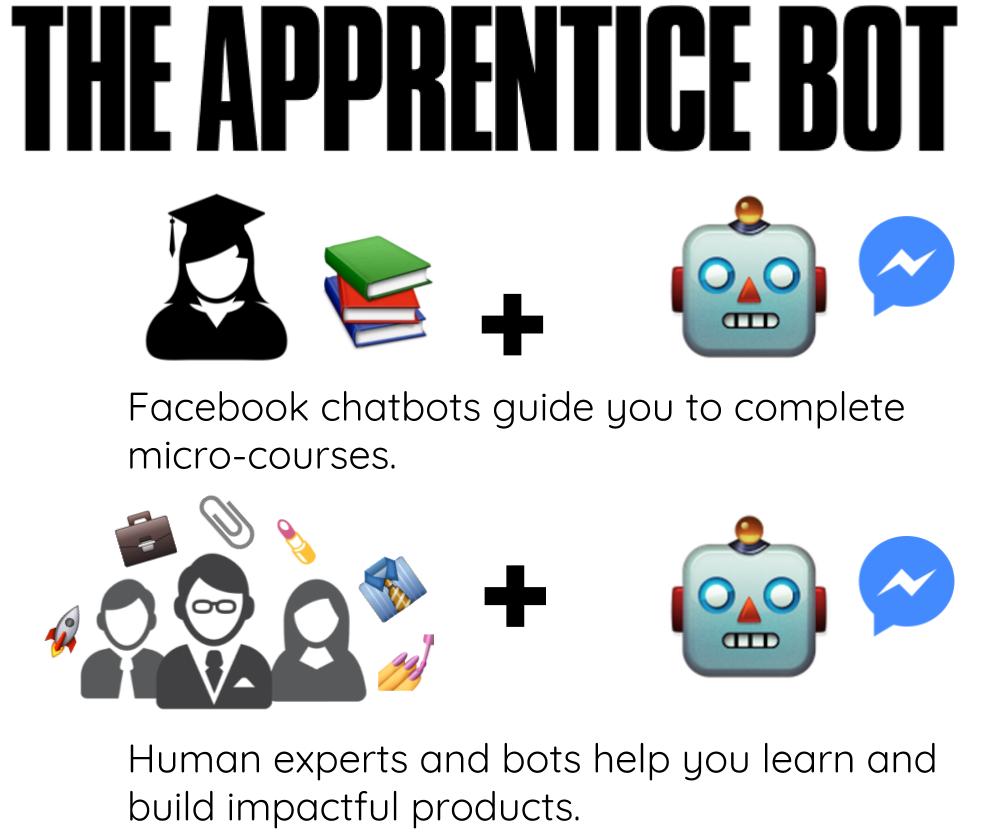 THE APPRENTICE BOT
Facebook chatbots guide you to complete
micro-courses.
Human experts and bots help you learn and
build impactful products.